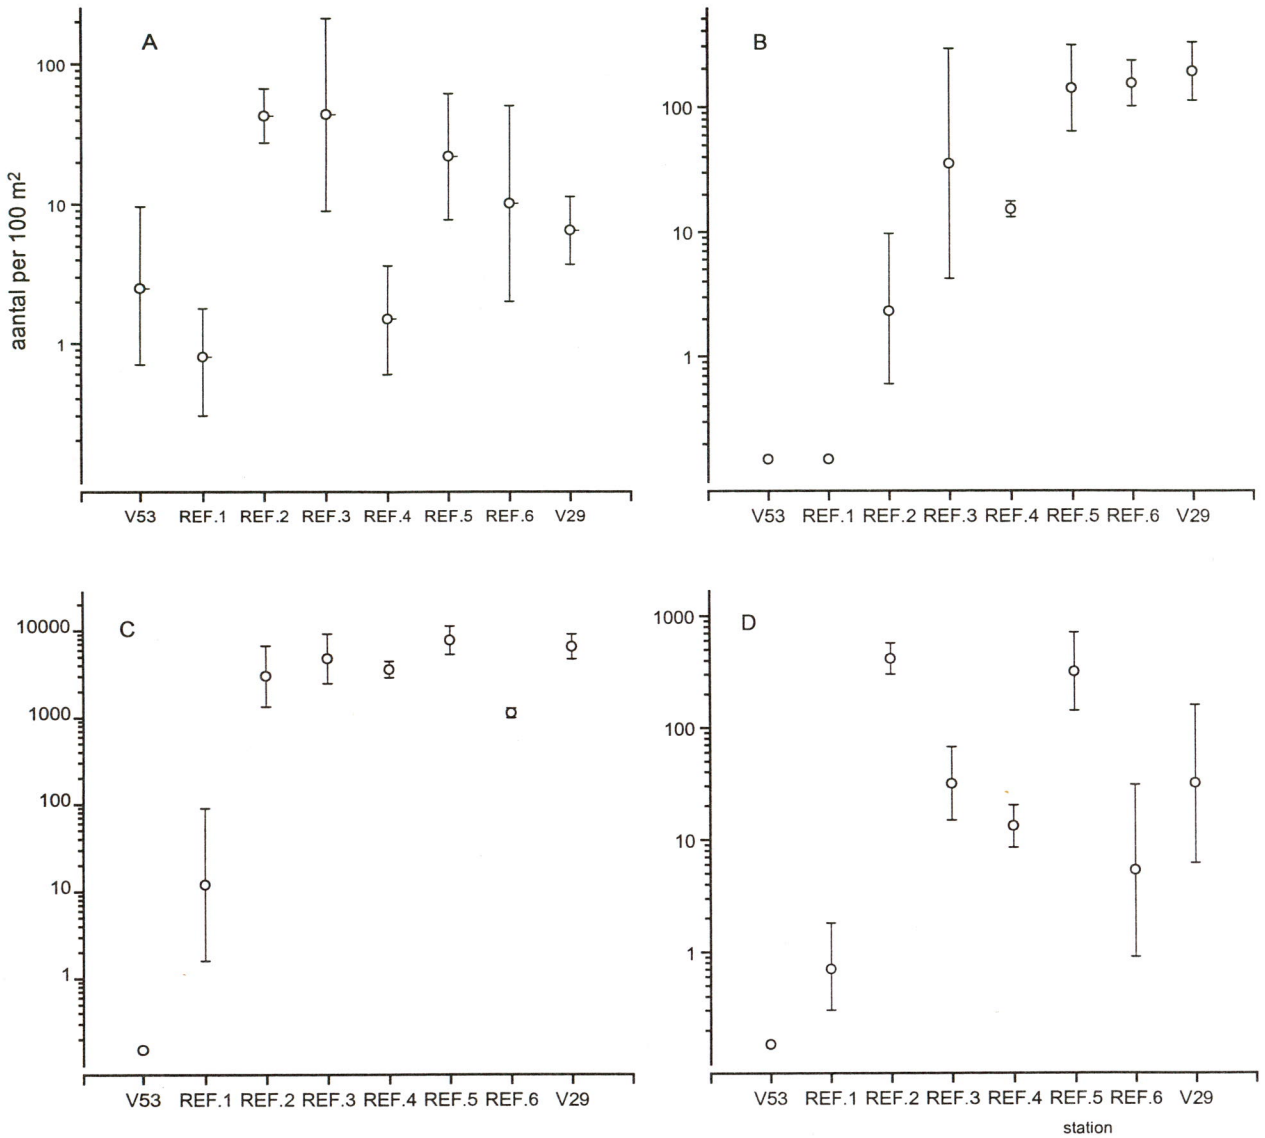 A
100
10
1
aantal per 100 m²
V53 REF.1 REF.2 REF.3 REF.4 REF.5 REF.6 V29
B
100
10
1
V53 REF.1 REF.2 REF.3 REF.4 REF.5 REF.6 V29
C
10000
1000
100
10
1
V53 REF.1 REF.2 REF.3 REF.4 REF.5 REF.6 V29
D
1000
100
10
1
V53 REF.1 REF.2 REF.3 REF.4 REF.5 REF.6 V29
station